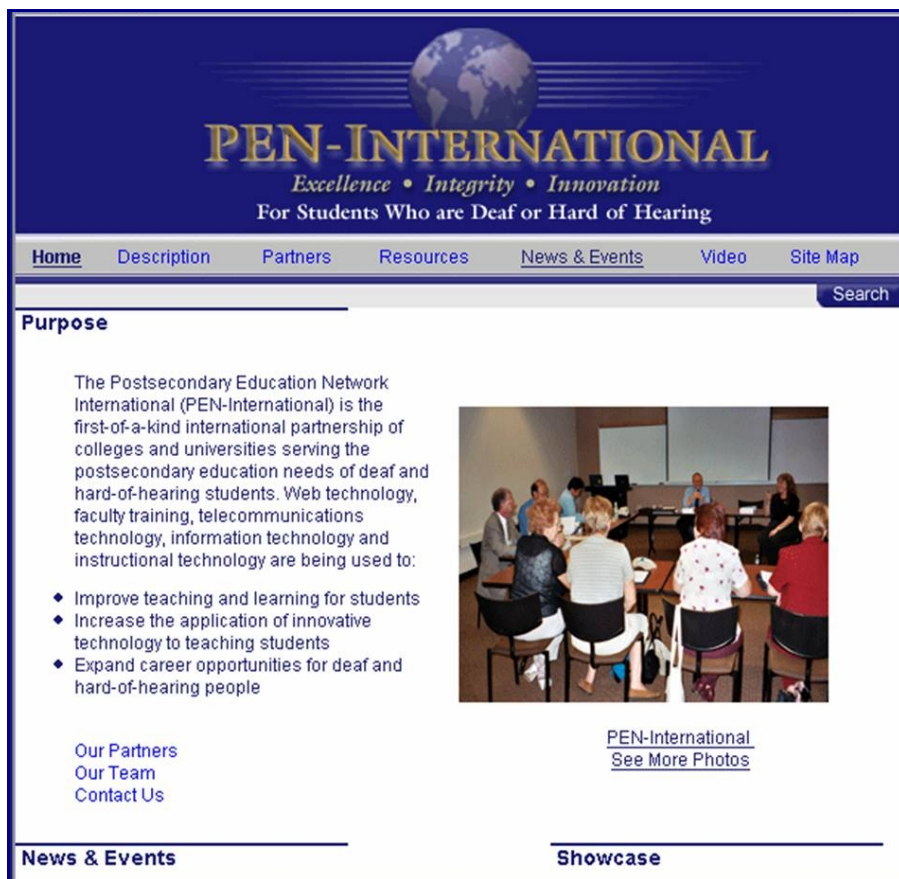 PEN-INTERNATIONAL
Excellence • Integrity • Innovation
For Students Who are Deaf or Hard of Hearing
Home Description Partners Resources News & Events Video Site Map
Search
Purpose
The Postsecondary Education Network
International (PEN-International) is the
first-of-a-kind international partnership of
colleges and universities serving the
postsecondary education needs of deaf and
hard-of-hearing students. Web technology,
faculty training, telecommunications
technology, information technology and
instructional technology are being used to:
◆ Improve teaching and learning for students
◆ Increase the application of innovative
technology to teaching students
◆ Expand career opportunities for deaf and
hard-of-hearing people
Our Partners
Our Team
Contact Us
PEN-International
See More Photos
News & Events
Showcase